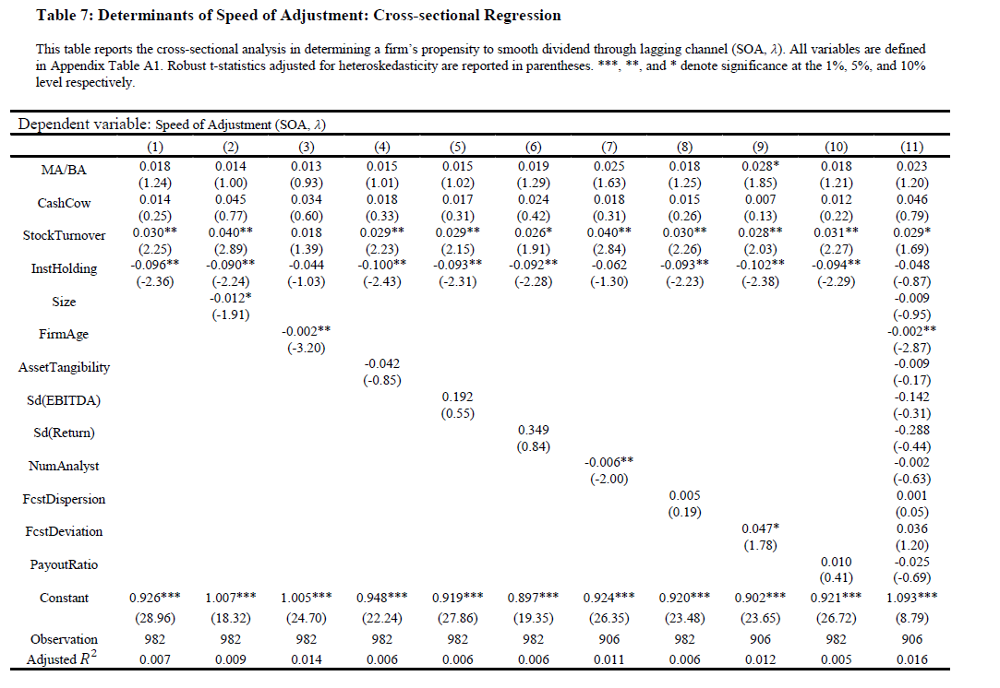 Table 7: Determinants of Speed of Adjustment: Cross-sectional Regression
This table reports the cross-sectional analysis in determining a firm's propensity to smooth dividend through lagging channel (SOA, λ). All variables are defined
in Appendix Table A1. Robust t-statistics adjusted for heteroskedasticity are reported in parentheses. ***, **, and * denote significance at the 1%, 5%, and 10%
level respectively.
Dependent variable: Speed of Adjustment (SOA, λ)
(1) (2) (3) (4) (5) (6) (7) (8) (9) (10) (11)
MA/BA 0.018 0.014 0.013 0.015 0.015 0.019 0.025 0.018 0.028* 0.018 0.023
(1.24) (1.00) (0.93) (1.01) (1.02) (1.29) (1.63) (1.25) (1.85) (1.21) (1.20)
CashCow 0.014 0.045 0.034 0.018 0.017 0.024 0.018 0.015 0.007 0.012 0.046
(0.25) (0.77) (0.60) (0.33) (0.31) (0.42) (0.31) (0.26) (0.13) (0.22) (0.79)
StockTurnover 0.030** 0.040** 0.018 0.029** 0.029** 0.026* 0.040** 0.030** 0.028** 0.031** 0.029*
(2.25) (2.89) (1.39) (2.23) (2.15) (1.91) (2.84) (2.26) (2.03) (2.27) (1.69)
InstHolding -0.096** -0.090** -0.044 -0.100** -0.093** -0.092** -0.062 -0.093** -0.102** -0.094** -0.048
(-2.36) (-2.24) (-1.03) (-2.43) (-2.31) (-2.28) (-1.30) (-2.23) (-2.38) (-2.29) (-0.87)
Size -0.012* -0.009
(-1.91) (-0.95)
FirmAge -0.002** -0.002**
(-3.20) (-2.87)
AssetTangibility -0.042 -0.009
(-0.85) (-0.17)
Sd(EBITDA) 0.192 -0.142
(0.55) (-0.31)
Sd(Return) 0.349 -0.288
(0.84) (-0.44)
NumAnalyst -0.006** -0.002
(-2.00) (-0.63)
FcstDispersion 0.005 0.001
(0.19) (0.05)
FcstDeviation 0.047* 0.036
(1.78) (1.20)
PayoutRatio 0.010 -0.025
(0.41) (-0.69)
Constant 0.926*** 1.007*** 1.005*** 0.948*** 0.919*** 0.897*** 0.924*** 0.920*** 0.902*** 0.921*** 1.093***
(28.96) (18.32) (24.70) (22.24) (27.86) (19.35) (26.35) (23.48) (23.65) (26.72) (8.79)
Observation 982 982 982 982 982 982 906 982 906 982 906
Adjusted R² 0.007 0.009 0.014 0.006 0.006 0.006 0.011 0.006 0.012 0.005 0.016